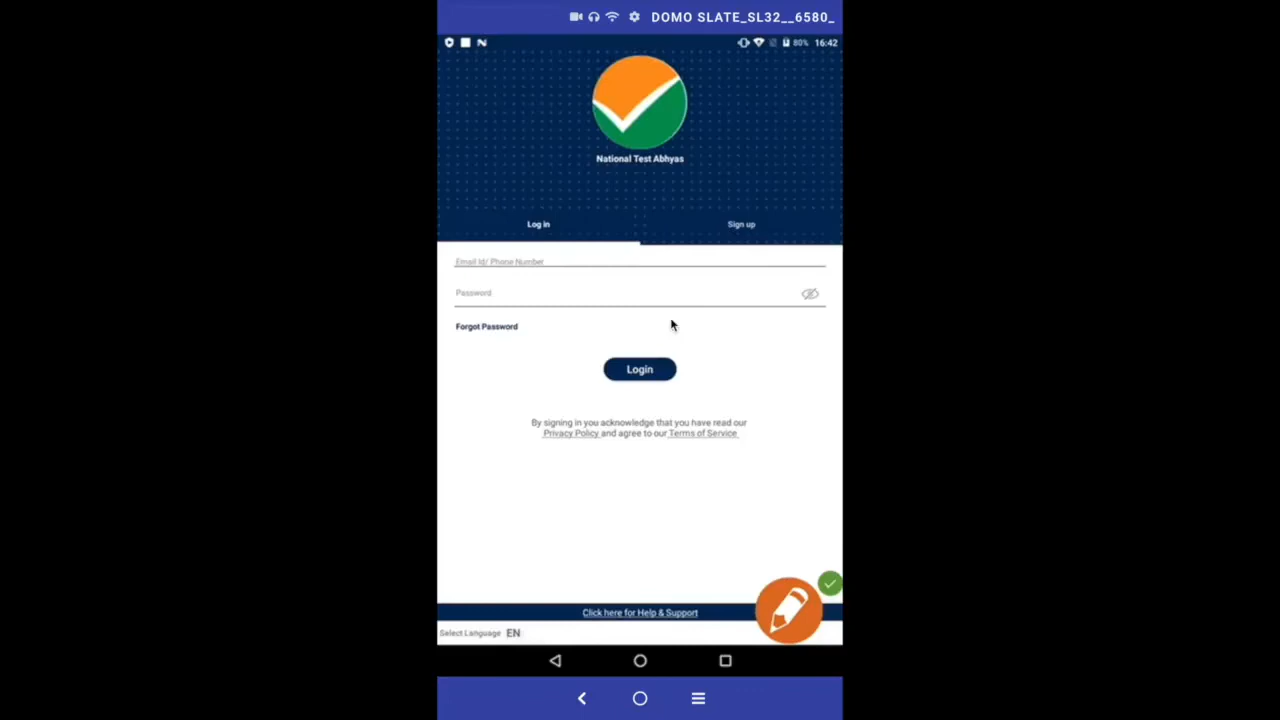 DOMO SLATE_SL32__6580_
80% 16:42
National Test Abhyas
Log in
Sign up
Email Id/ Phone Number
Password
Forgot Password
Login
By signing in you acknowledge that you have read our
Privacy Policy and agree to our Terms of Service
Click here for Help & Support
Select Language EN